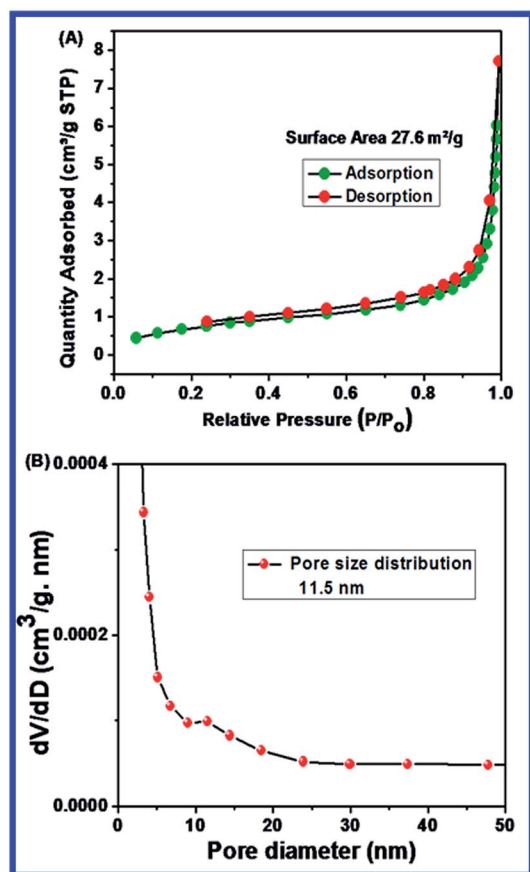 (A)
8
7
6
5
4
3
2
1
0
Quantity Adsorbed (cm³/g STP)
Surface Area 27.6 m²/g
Adsorption
Desorption
0.0 0.2 0.4 0.6 0.8 1.0
Relative Pressure (P/Po)
(B)
0.0004
0.0002
0.0000
dV/dD (cm³/g. nm)
Pore size distribution
11.5 nm
0 10 20 30 40 50
Pore diameter (nm)